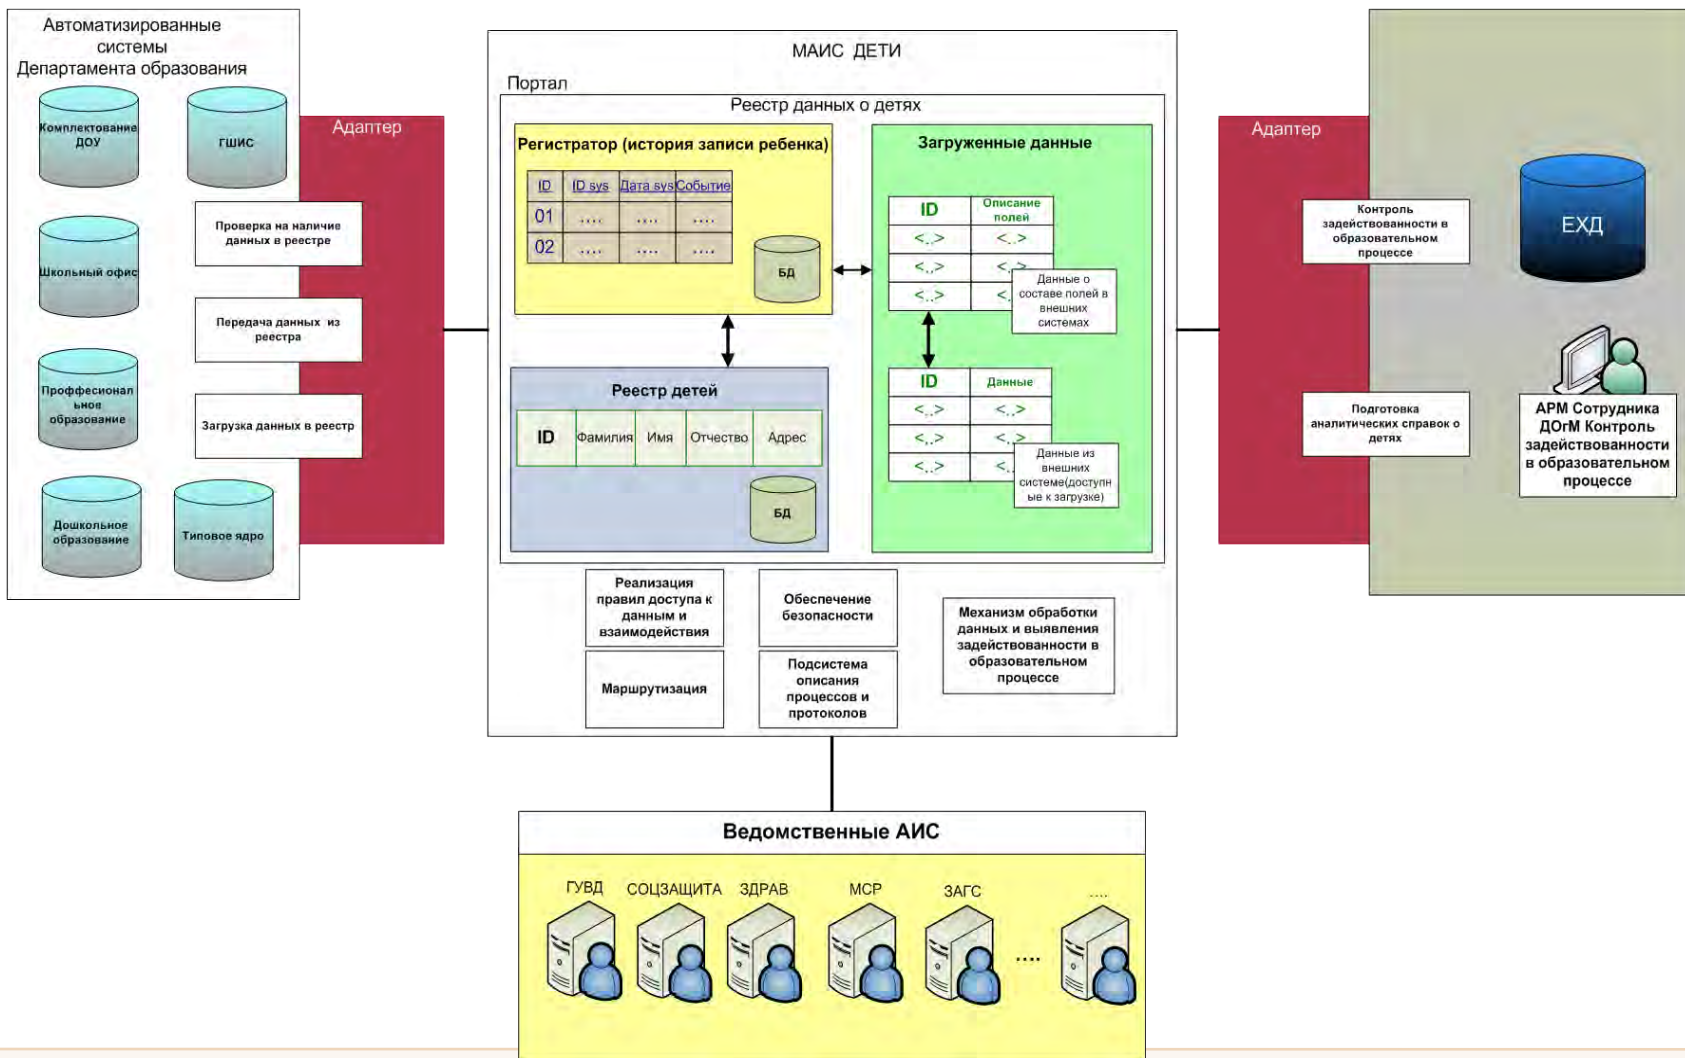 Автоматизированные
системы
Департамента образования
Комплектование
ДОУ
ГШИС
Школьный офис
Проффесионал
ьное
образование
Дошкольное
образование
Типовое ядро
Адаптер
Проверка на наличие
данных в реестре
Передача данных из
реестра
Загрузка данных в реестр
МАИС ДЕТИ
Портал
Реестр данных о детях
Регистратор (история записи ребенка)
ID ID sys Дата sys Событие
01 .... .... ....
02 .... .... ....
БД
Реестр детей
ID Фамилия Имя Отчество Адрес
БД
Загруженные данные
ID Описание
полей
<..> <..>
<..> <..>
<..> <..>
Данные о
составе полей в
внешних
системах
ID Данные
<..> <..>
<..> <..>
<..> <..>
Данные из
внешних
системе(доступн
ые к загрузке)
Реализация
правил доступа к
данным и
взаимодействия
Обеспечение
безопасности
Маршрутизация
Подсистема
описания
процессов и
протоколов
Механизм обработки
данных и выявления
задействованности в
образовательном
процессе
Адаптер
Контроль
задействованности в
образовательном
процессе
Подготовка
аналитических справок о
детях
ЕХД
АРМ Сотрудника
ДОгМ Контроль
задействованности
в образовательном
процессе
Ведомственные АИС
ГУВД СОЦЗАЩИТА ЗДРАВ МСР ЗАГС ....
....